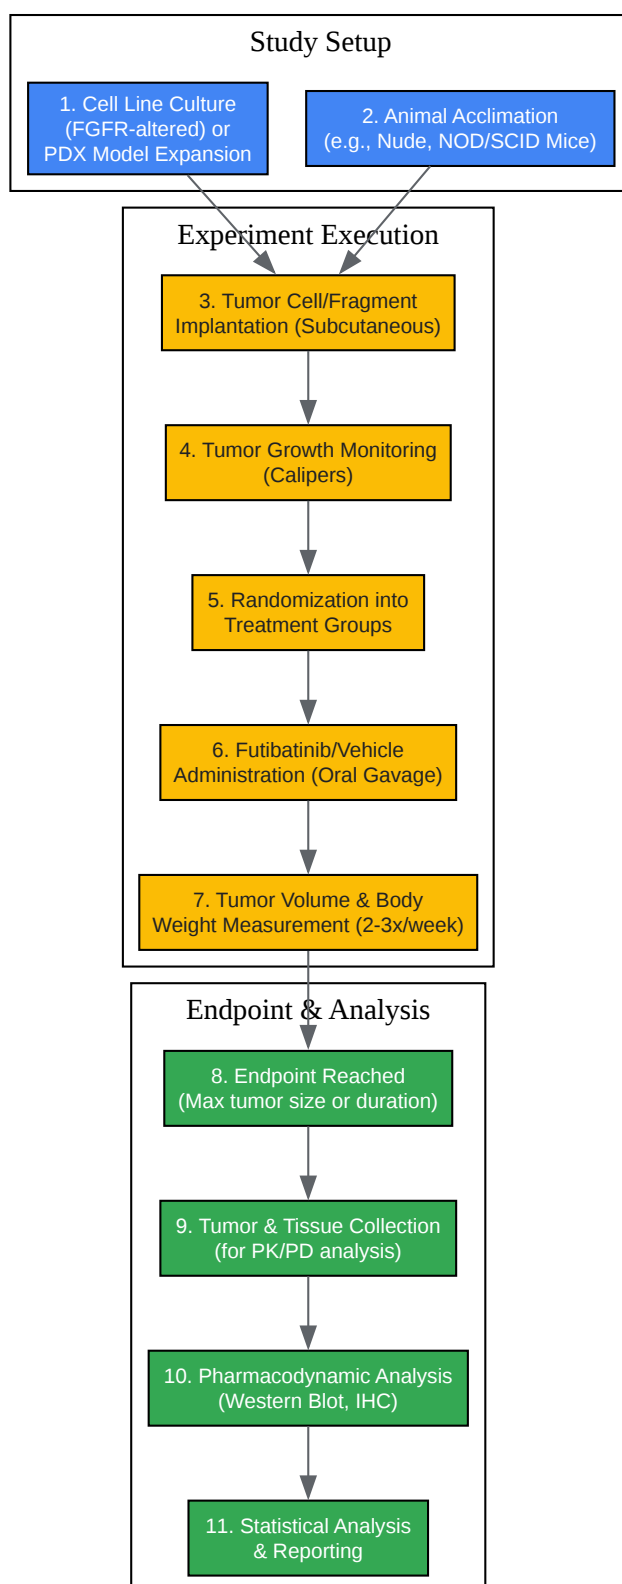 Study Setup
1. Cell Line Culture
(FGFR-altered) or
PDX Model Expansion
2. Animal Acclimation
(e.g., Nude, NOD/SCID Mice)
Experiment Execution
3. Tumor Cell/Fragment
Implantation (Subcutaneous)
4. Tumor Growth Monitoring
(Calipers)
5. Randomization into
Treatment Groups
6. Futibatinib/Vehicle
Administration (Oral Gavage)
7. Tumor Volume & Body
Weight Measurement (2-3x/week)
Endpoint & Analysis
8. Endpoint Reached
(Max tumor size or duration)
9. Tumor & Tissue Collection
(for PK/PD analysis)
10. Pharmacodynamic Analysis
(Western Blot, IHC)
11. Statistical Analysis
& Reporting